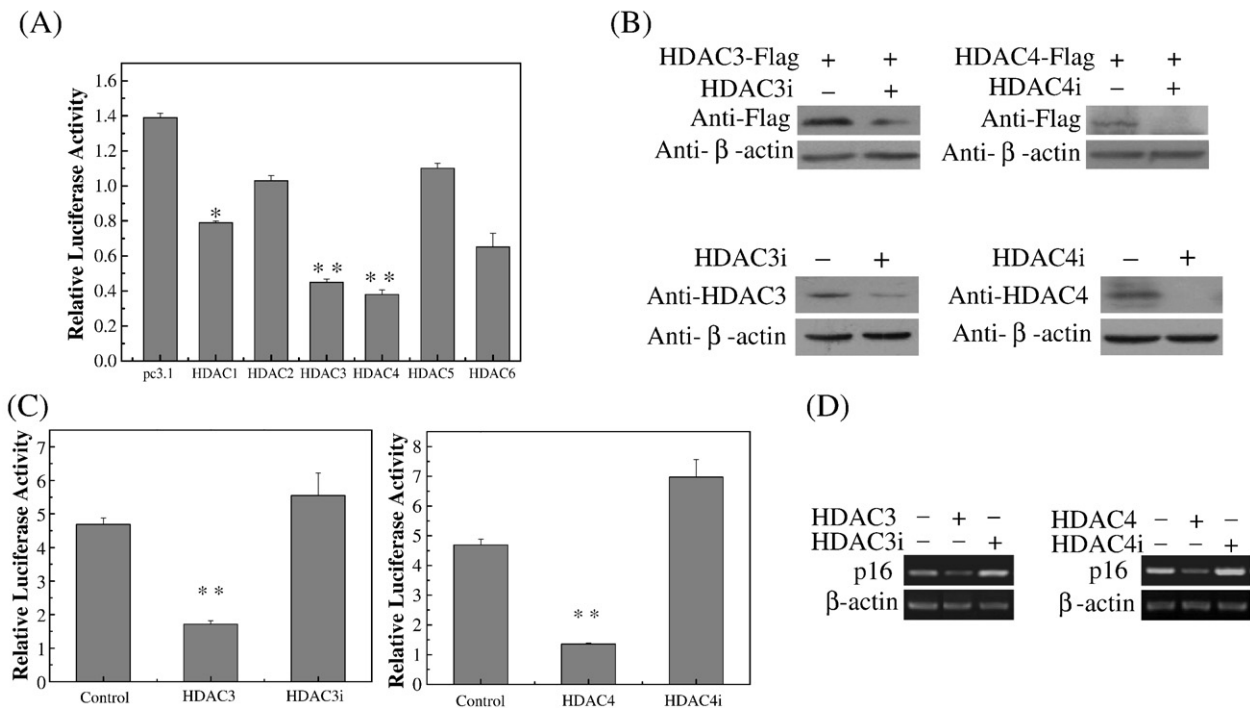 (A)
Relative Luciferase Activity
1.6
1.4
1.2
1.0
0.8
0.6
0.4
0.2
0.0
*
* *
* *
pc3.1 HDAC1 HDAC2 HDAC3 HDAC4 HDAC5 HDAC6
(B)
HDAC3-Flag + +
HDAC3i − +
Anti-Flag
Anti- β -actin
HDAC4-Flag + +
HDAC4i − +
Anti-Flag
Anti- β -actin
HDAC3i − +
Anti-HDAC3
Anti- β -actin
HDAC4i − +
Anti-HDAC4
Anti- β -actin
(C)
Relative Luciferase Activity
7
6
5
4
3
2
1
0
* *
Control HDAC3 HDAC3i
Relative Luciferase Activity
8
7
6
5
4
3
2
1
0
* *
Control HDAC4 HDAC4i
(D)
HDAC3 − + −
HDAC3i − − +
p16
β-actin
HDAC4 − + −
HDAC4i − − +
p16
β -actin